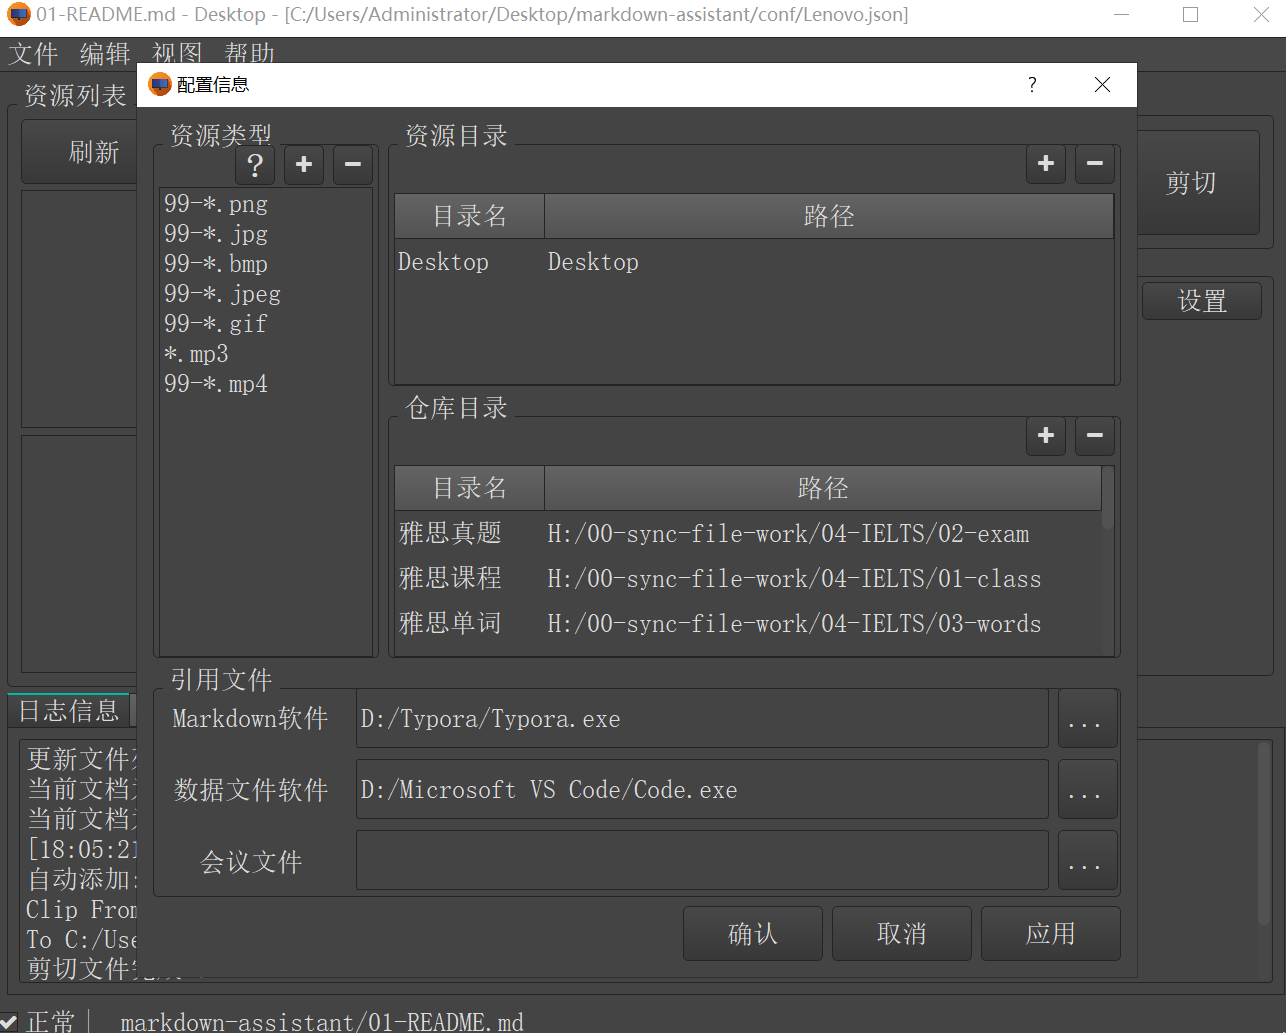 01-README.md - Desktop - [C:/Users/Administrator/Desktop/markdown-assistant/conf/Lenovo.json]
文件 编辑 视图 帮助
资源列表
刷新
剪切
设置
配置信息
?
资源类型
? + −
99-*.png
99-*.jpg
99-*.bmp
99-*.jpeg
99-*.gif
*.mp3
99-*.mp4
资源目录
+ −
目录名 路径
Desktop Desktop
仓库目录
+ −
目录名 路径
雅思真题 H:/00-sync-file-work/04-IELTS/02-exam
雅思课程 H:/00-sync-file-work/04-IELTS/01-class
雅思单词 H:/00-sync-file-work/04-IELTS/03-words
引用文件
Markdown软件 D:/Typora/Typora.exe ...
数据文件软件 D:/Microsoft VS Code/Code.exe ...
会议文件 ...
确认 取消 应用
日志信息
更新文件
当前文档
当前文档
[18:05:21
自动添加:
Clip From
To C:/Use
剪切文件完
正常 markdown-assistant/01-README.md